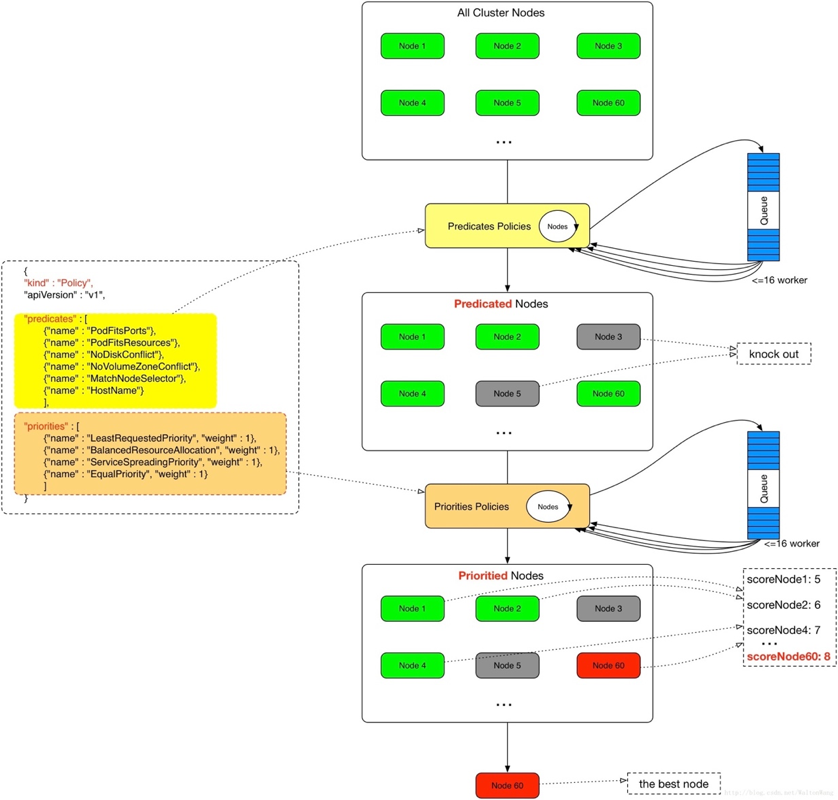 All Cluster Nodes
Node 1
Node 2
Node 3
Node 4
Node 5
Node 60
...
Predicates Policies
Nodes
Queue
<=16 worker
{
"kind" : "Policy",
"apiVersion" : "v1",
"predicates" : [
{"name" : "PodFitsPorts"},
{"name" : "PodFitsResources"},
{"name" : "NoDiskConflict"},
{"name" : "NoVolumeZoneConflict"},
{"name" : "MatchNodeSelector"},
{"name" : "HostName"}
],
"priorities" : [
{"name" : "LeastRequestedPriority", "weight" : 1},
{"name" : "BalancedResourceAllocation", "weight" : 1},
{"name" : "ServiceSpreadingPriority", "weight" : 1},
{"name" : "EqualPriority", "weight" : 1}
]
}
Predicated Nodes
Node 1
Node 2
Node 3
Node 4
Node 5
Node 60
...
knock out
Priorities Policies
Nodes
Queue
<=16 worker
Prioritied Nodes
Node 1
Node 2
Node 3
Node 4
Node 5
Node 60
...
scoreNode1: 5
scoreNode2: 6
scoreNode4: 7
...
scoreNode60: 8
Node 60
the best node